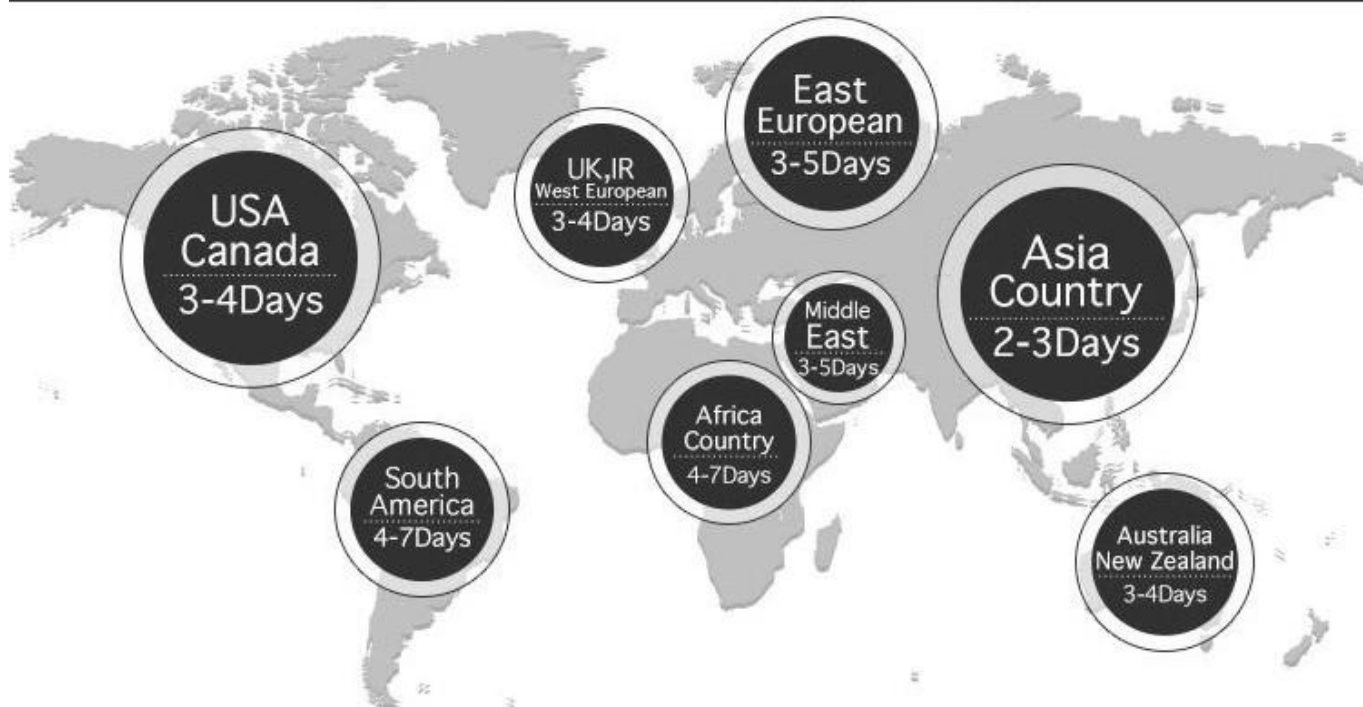 USA
Canada
3-4Days
UK,IR
West European
3-4Days
East
European
3-5Days
Asia
Country
2-3Days
Middle
East
3-5Days
Africa
Country
4-7Days
South
America
4-7Days
Australia
New Zealand
3-4Days